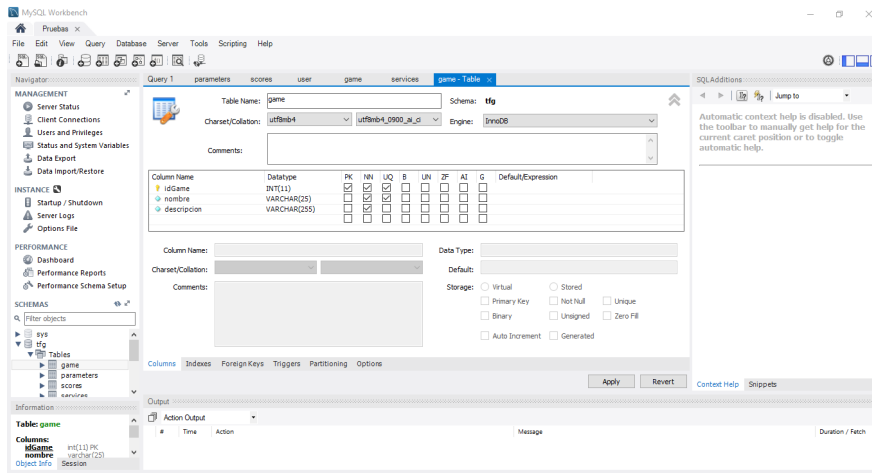 MySQL Workbench
Pruebas ×
File Edit View Query Database Server Tools Scripting Help
Navigator
MANAGEMENT
Server Status
Client Connections
Users and Privileges
Status and System Variables
Data Export
Data Import/Restore
INSTANCE
Startup / Shutdown
Server Logs
Options File
PERFORMANCE
Dashboard
Performance Reports
Performance Schema Setup
SCHEMAS
Filter objects
sys
tfg
Tables
game
parameters
scores
services
Information
Table: game
Columns:
idGame int(11) PK
nombre varchar(25)
Object Info Session
Query 1 parameters scores user game services game - Table ×
Table Name: game Schema: tfg
Charset/Collation: utf8mb4 utf8mb4_0900_ai_ci Engine: InnoDB
Comments:
Column Name Datatype PK NN UQ B UN ZF AI G Default/Expression
idGame INT(11)
nombre VARCHAR(25)
descripcion VARCHAR(255)
Column Name: Data Type:
Charset/Collation: Default:
Comments: Storage: Virtual Stored
Primary Key Not Null Unique
Binary Unsigned Zero Fill
Auto Increment Generated
Columns Indexes Foreign Keys Triggers Partitioning Options
Apply Revert
Output
Action Output
# Time Action Message Duration / Fetch
SQLAdditions
Jump to
Automatic context help is disabled. Use
the toolbar to manually get help for the
current caret position or to toggle
automatic help.
Context Help Snippets